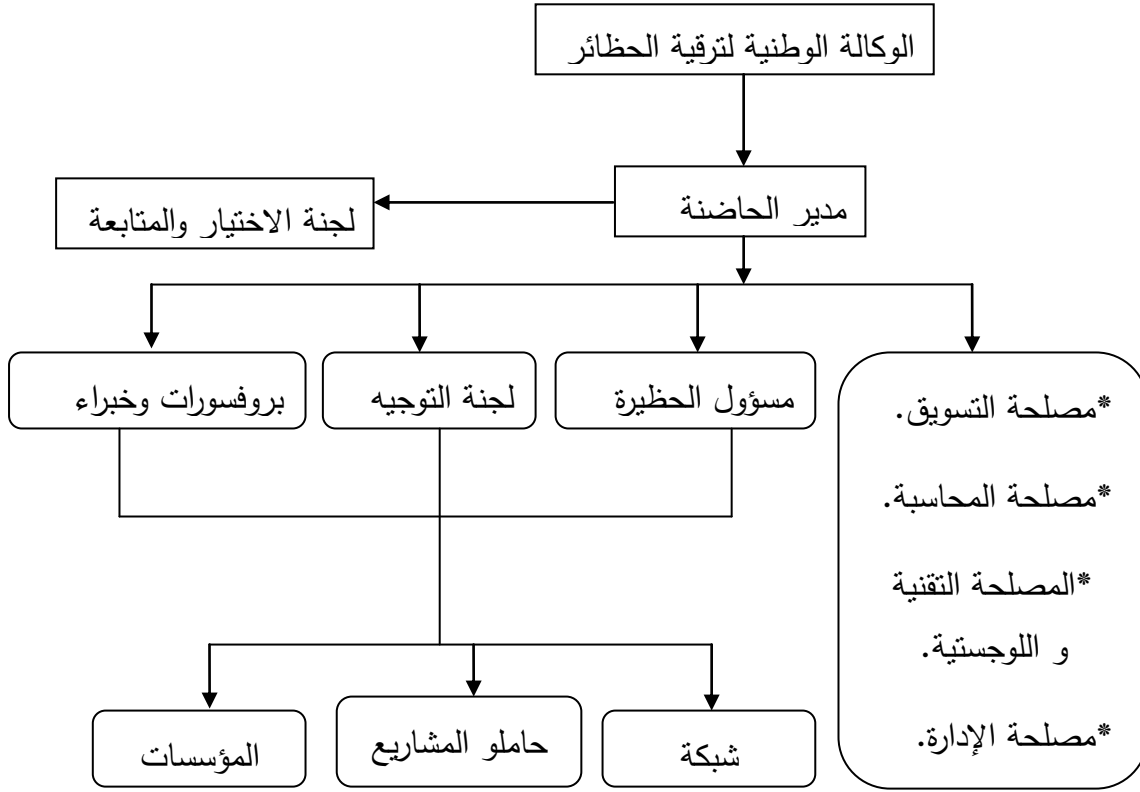 الوكالة الوطنية لترقية الحظائر
مدير الحاضنة
لجنة الاختيار والمتابعة
*مصلحة التسويق.
*مصلحة المحاسبة.
*المصلحة التقنية
و اللوجستية.
*مصلحة الإدارة.
مسؤول الحظيرة
لجنة التوجيه
بروفسورات وخبراء
شبكة
حاملو المشاريع
المؤسسات